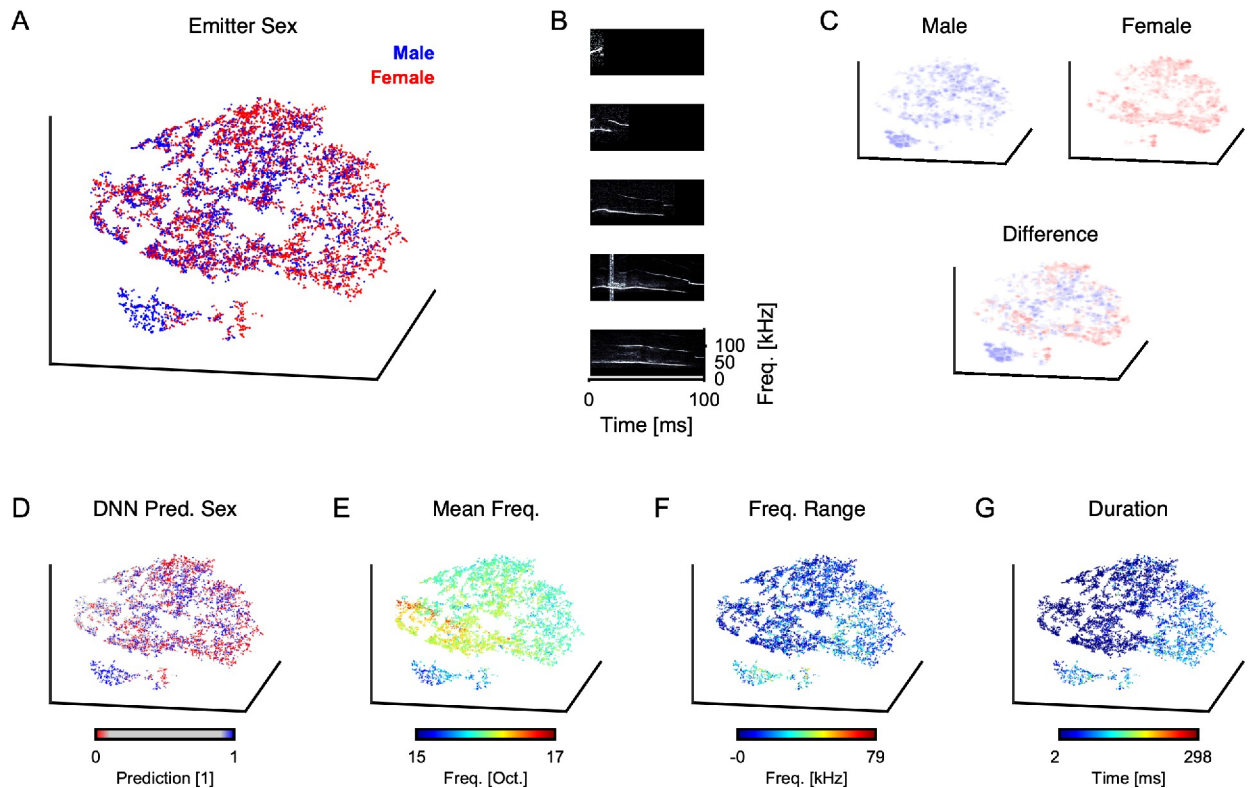 A
Emitter Sex
Male
Female
B
100
50
0
Freq. [kHz]
0
100
Time [ms]
C
Male
Female
Difference
D
DNN Pred. Sex
0
1
Prediction [1]
E
Mean Freq.
15
17
Freq. [Oct.]
F
Freq. Range
-0
79
Freq. [kHz]
G
Duration
2
298
Time [ms]